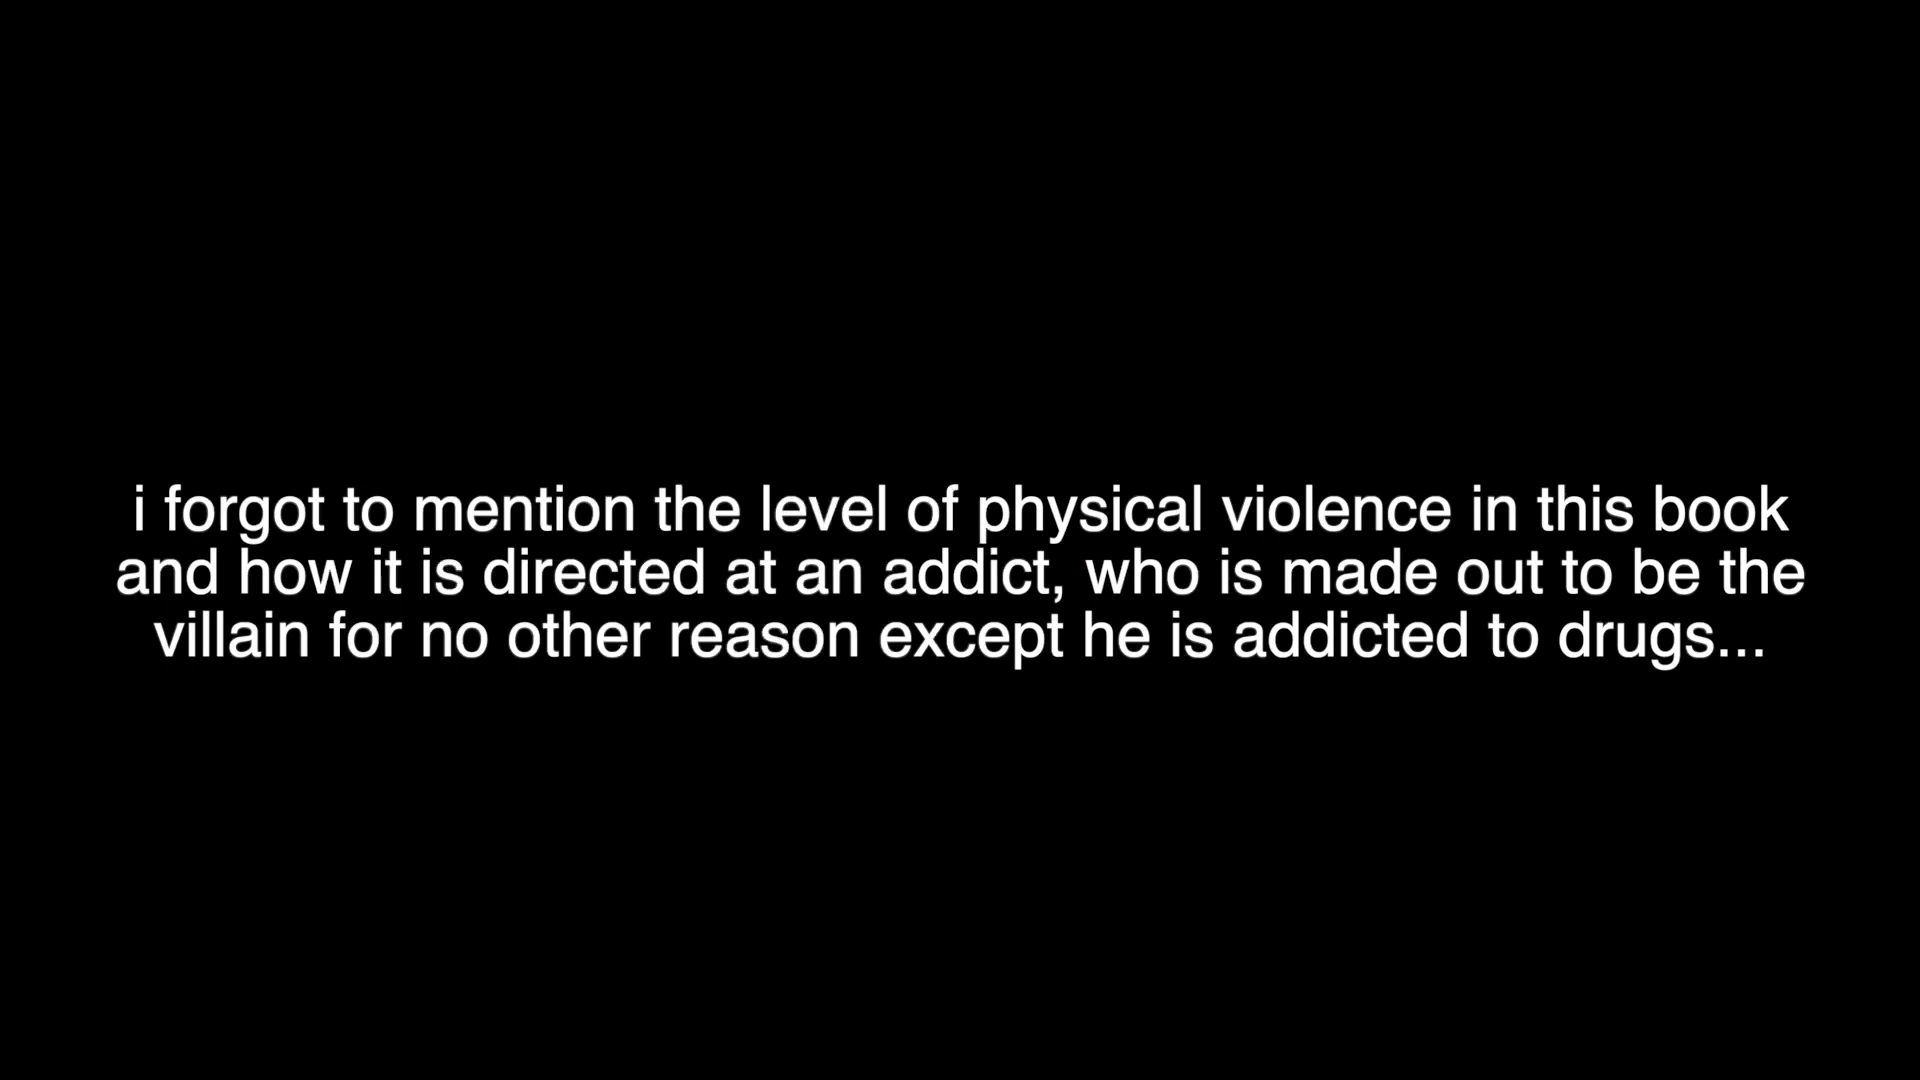 i forgot to mention the level of physical violence in this book
and how it is directed at an addict, who is made out to be the
villain for no other reason except he is addicted to drugs...